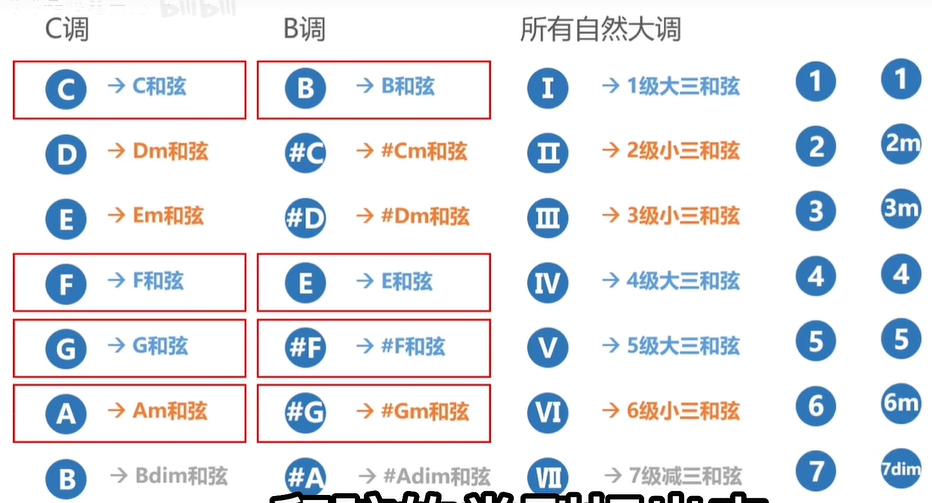 bilibili
C调 B调 所有自然大调
C → C和弦 B → B和弦 I → 1级大三和弦 1 1
D → Dm和弦 #C → #Cm和弦 II → 2级小三和弦 2 2m
E → Em和弦 #D → #Dm和弦 III → 3级小三和弦 3 3m
F → F和弦 E → E和弦 IV → 4级大三和弦 4 4
G → G和弦 #F → #F和弦 V → 5级大三和弦 5 5
A → Am和弦 #G → #Gm和弦 VI → 6级小三和弦 6 6m
B → Bdim和弦 #A → #Adim和弦 VII → 7级减三和弦 7 7dim